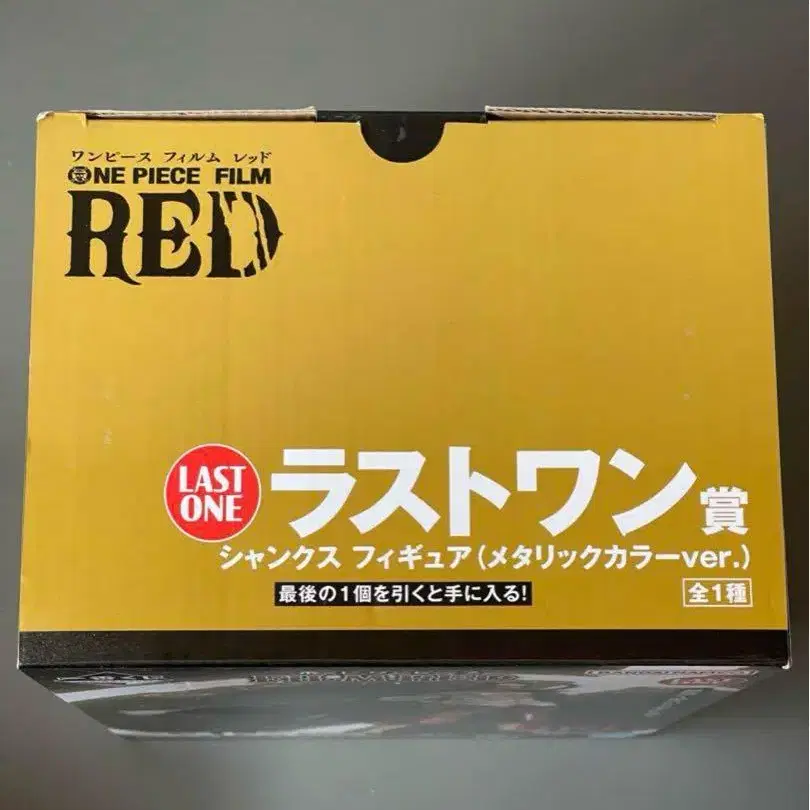 ワンピース フィルム レッド
ONE PIECE FILM
RED
LAST
ONE
ラストワン賞
シャンクス フィギュア(メタリックカラーver.)
最後の1個を引くと手に入る!
全1種